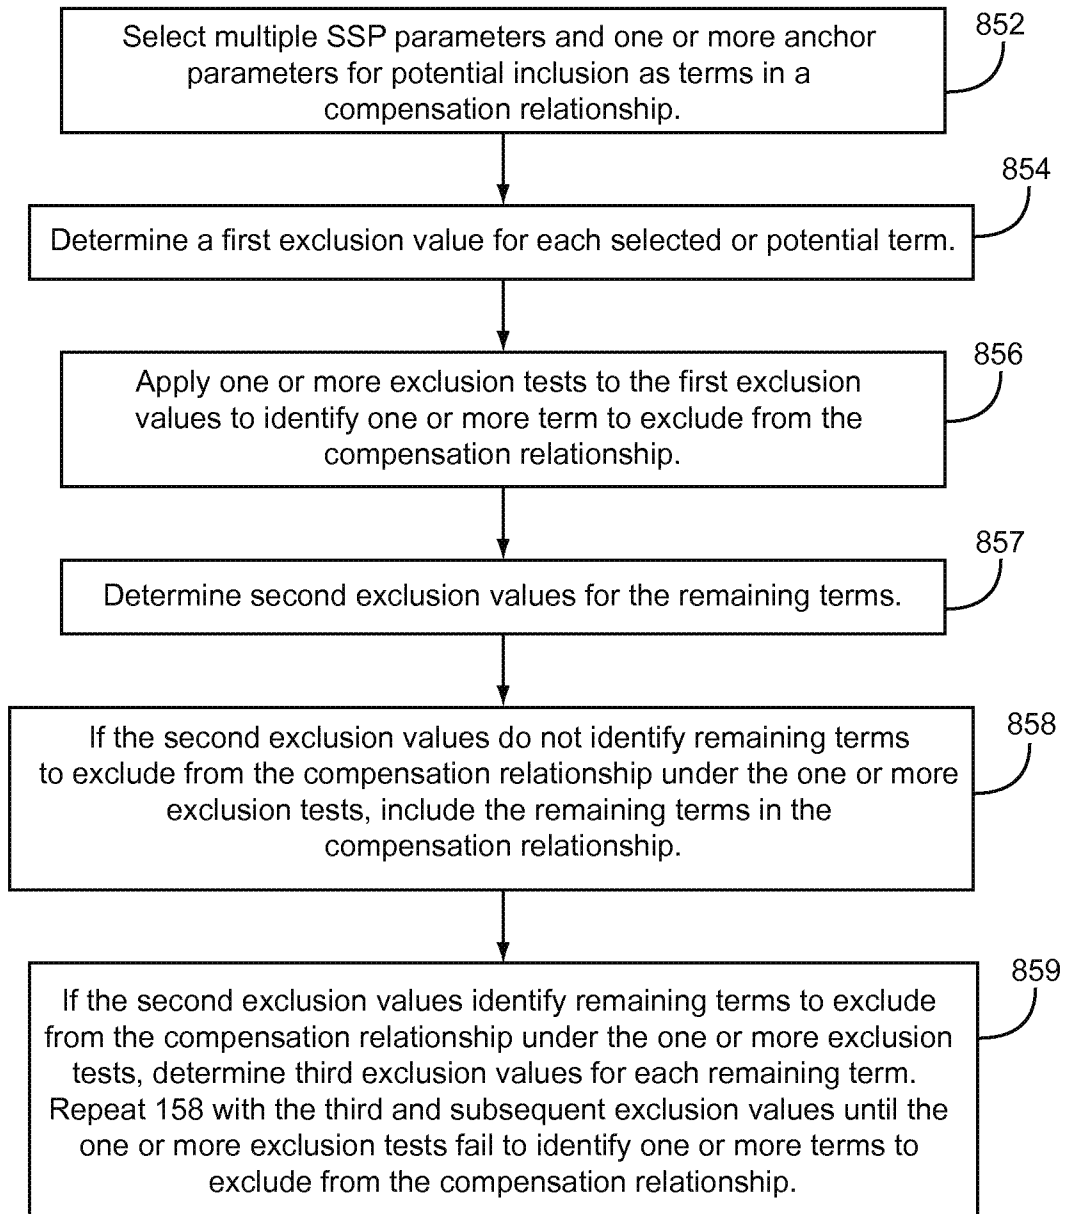 Select multiple SSP parameters and one or more anchor
parameters for potential inclusion as terms in a
compensation relationship.
852
Determine a first exclusion value for each selected or potential term.
854
Apply one or more exclusion tests to the first exclusion
values to identify one or more term to exclude from the
compensation relationship.
856
Determine second exclusion values for the remaining terms.
857
If the second exclusion values do not identify remaining terms
to exclude from the compensation relationship under the one or more
exclusion tests, include the remaining terms in the
compensation relationship.
858
If the second exclusion values identify remaining terms to exclude
from the compensation relationship under the one or more exclusion
tests, determine third exclusion values for each remaining term.
Repeat 158 with the third and subsequent exclusion values until the
one or more exclusion tests fail to identify one or more terms to
exclude from the compensation relationship.
859